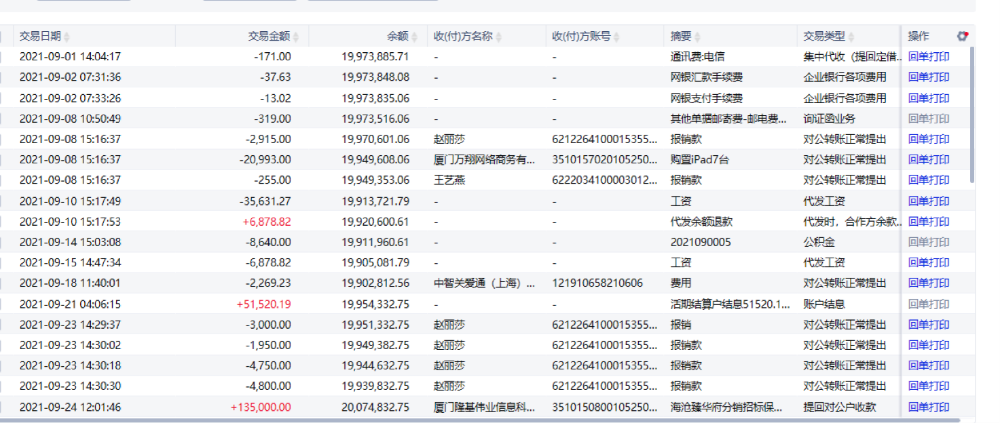 交易日期 交易金额 余额 收(付)方名称 收(付)方账号 摘要 交易类型 操作
2021-09-01 14:04:17 -171.00 19,973,885.71 - - 通讯费:电信 集中代收（提回定借... 回单打印
2021-09-02 07:31:36 -37.63 19,973,848.08 - - 网银汇款手续费 企业银行各项费用 回单打印
2021-09-02 07:33:26 -13.02 19,973,835.06 - - 网银支付手续费 企业银行各项费用 回单打印
2021-09-08 10:50:49 -319.00 19,973,516.06 - - 其他单据邮寄费-邮电费... 询证函业务 回单打印
2021-09-08 15:16:37 -2,915.00 19,970,601.06 赵丽莎 6212264100015355... 报销款 对公转账正常提出 回单打印
2021-09-08 15:16:37 -20,993.00 19,949,608.06 厦门万翔网络商务有... 3510157020105250... 购置iPad7台 对公转账正常提出 回单打印
2021-09-08 15:16:37 -255.00 19,949,353.06 王艺燕 6222034100003012... 报销款 对公转账正常提出 回单打印
2021-09-10 15:17:49 -35,631.27 19,913,721.79 - - 工资 代发工资 回单打印
2021-09-10 15:17:53 +6,878.82 19,920,600.61 - - 代发余额退款 代发时，合作方余款... 回单打印
2021-09-14 15:03:08 -8,640.00 19,911,960.61 - - 2021090005 公积金 回单打印
2021-09-15 14:47:34 -6,878.82 19,905,081.79 - - 工资 代发工资 回单打印
2021-09-18 11:40:01 -2,269.23 19,902,812.56 中智关爱通（上海）... 121910658210606 费用 对公转账正常提出 回单打印
2021-09-21 04:06:15 +51,520.19 19,954,332.75 - - 活期结算户结息51520.1... 账户结息 回单打印
2021-09-23 14:29:37 -3,000.00 19,951,332.75 赵丽莎 6212264100015355... 报销 对公转账正常提出 回单打印
2021-09-23 14:30:02 -1,950.00 19,949,382.75 赵丽莎 6212264100015355... 报销款 对公转账正常提出 回单打印
2021-09-23 14:30:18 -4,750.00 19,944,632.75 赵丽莎 6212264100015355... 报销款 对公转账正常提出 回单打印
2021-09-23 14:30:30 -4,800.00 19,939,832.75 赵丽莎 6212264100015355... 报销款 对公转账正常提出 回单打印
2021-09-24 12:01:46 +135,000.00 20,074,832.75 厦门隆基伟业信息科... 3510150800105250... 海沧臻华府分销招标保... 提回对公户收款 回单打印